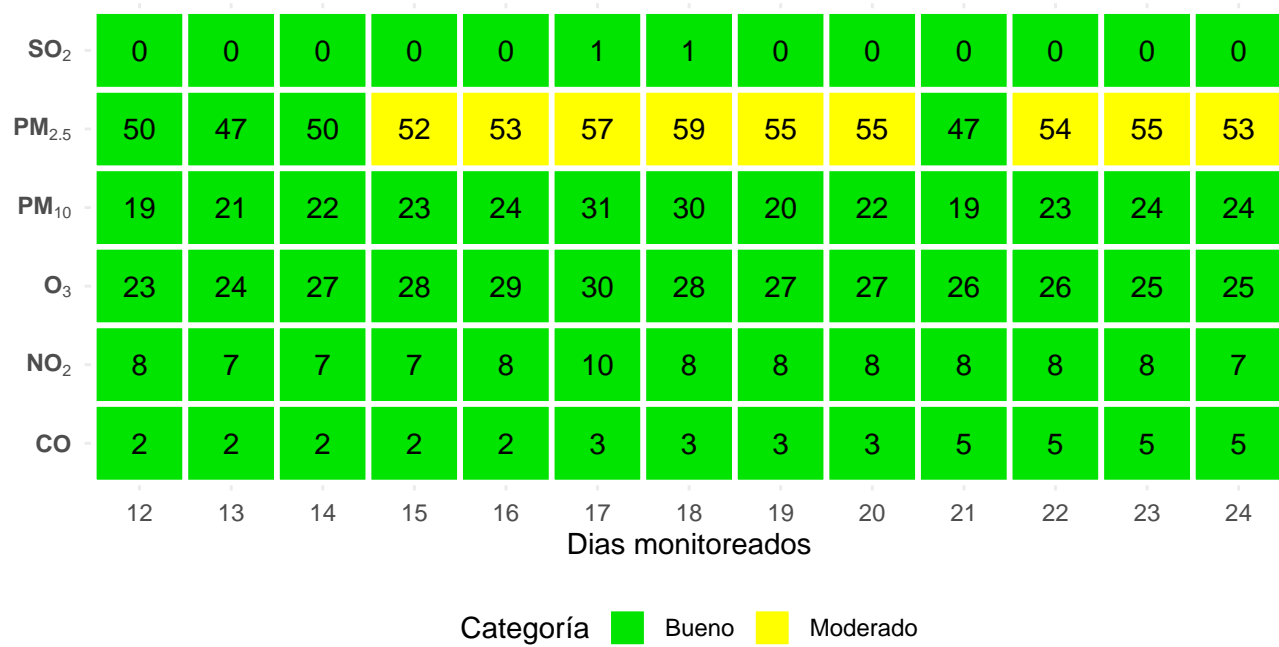 SO₂ 0 0 0 0 0 1 1 0 0 0 0 0 0
PM₂.₅ 50 47 50 52 53 57 59 55 55 47 54 55 53
PM₁₀ 19 21 22 23 24 31 30 20 22 19 23 24 24
O₃ 23 24 27 28 29 30 28 27 27 26 26 25 25
NO₂ 8 7 7 7 8 10 8 8 8 8 8 8 7
CO 2 2 2 2 2 3 3 3 3 5 5 5 5
12 13 14 15 16 17 18 19 20 21 22 23 24
Dias monitoreados
Categoría Bueno Moderado